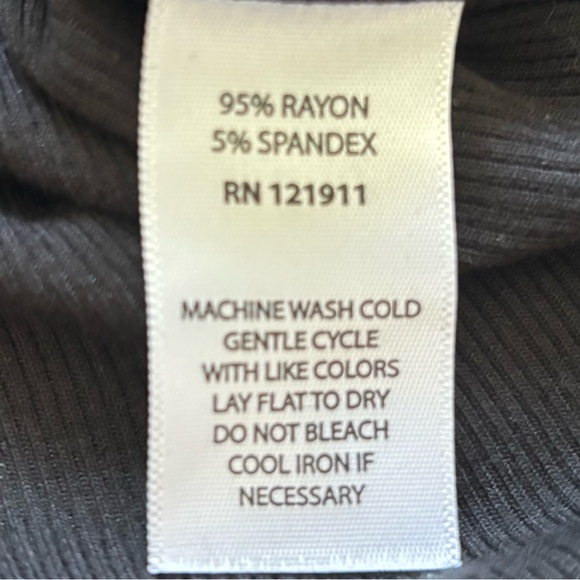 95% RAYON
5% SPANDEX
RN 121911
MACHINE WASH COLD
GENTLE CYCLE
WITH LIKE COLORS
LAY FLAT TO DRY
DO NOT BLEACH
COOL IRON IF
NECESSARY